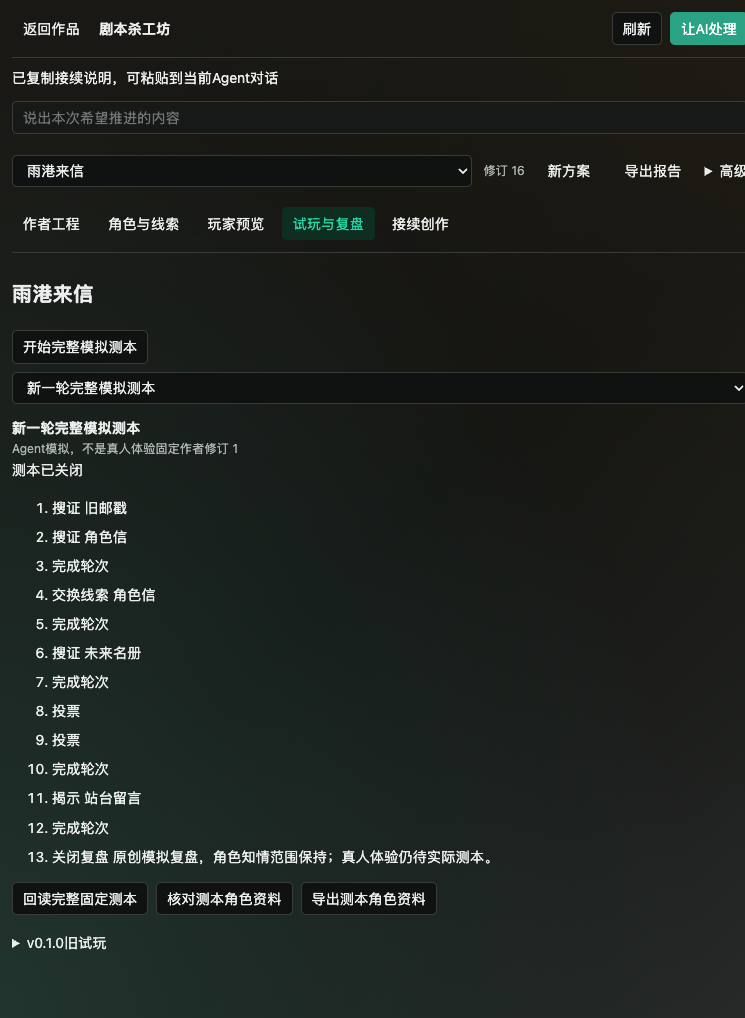 返回作品 剧本杀工坊 刷新 让AI处理
已复制接续说明，可粘贴到当前Agent对话
说出本次希望推进的内容
雨港来信 修订 16 新方案 导出报告 ▶ 高级
作者工程 角色与线索 玩家预览 试玩与复盘 接续创作
雨港来信
开始完整模拟测本
新一轮完整模拟测本
新一轮完整模拟测本
Agent模拟，不是真人体验固定作者修订 1
测本已关闭
1. 搜证 旧邮戳
2. 搜证 角色信
3. 完成轮次
4. 交换线索 角色信
5. 完成轮次
6. 搜证 未来名册
7. 完成轮次
8. 投票
9. 投票
10. 完成轮次
11. 揭示 站台留言
12. 完成轮次
13. 关闭复盘 原创模拟复盘，角色知情范围保持；真人体验仍待实际测本。
回读完整固定测本 核对测本角色资料 导出测本角色资料
▶ v0.1.0旧试玩